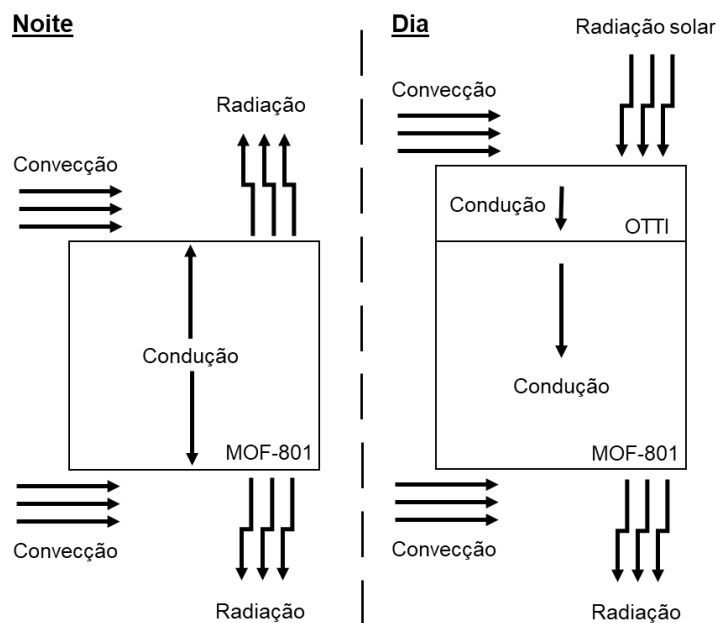 Noite
Radiação
Convecção
Condução
MOF-801
Convecção
Radiação
Dia
Radiação solar
Convecção
Condução
OTTI
Condução
MOF-801
Convecção
Radiação